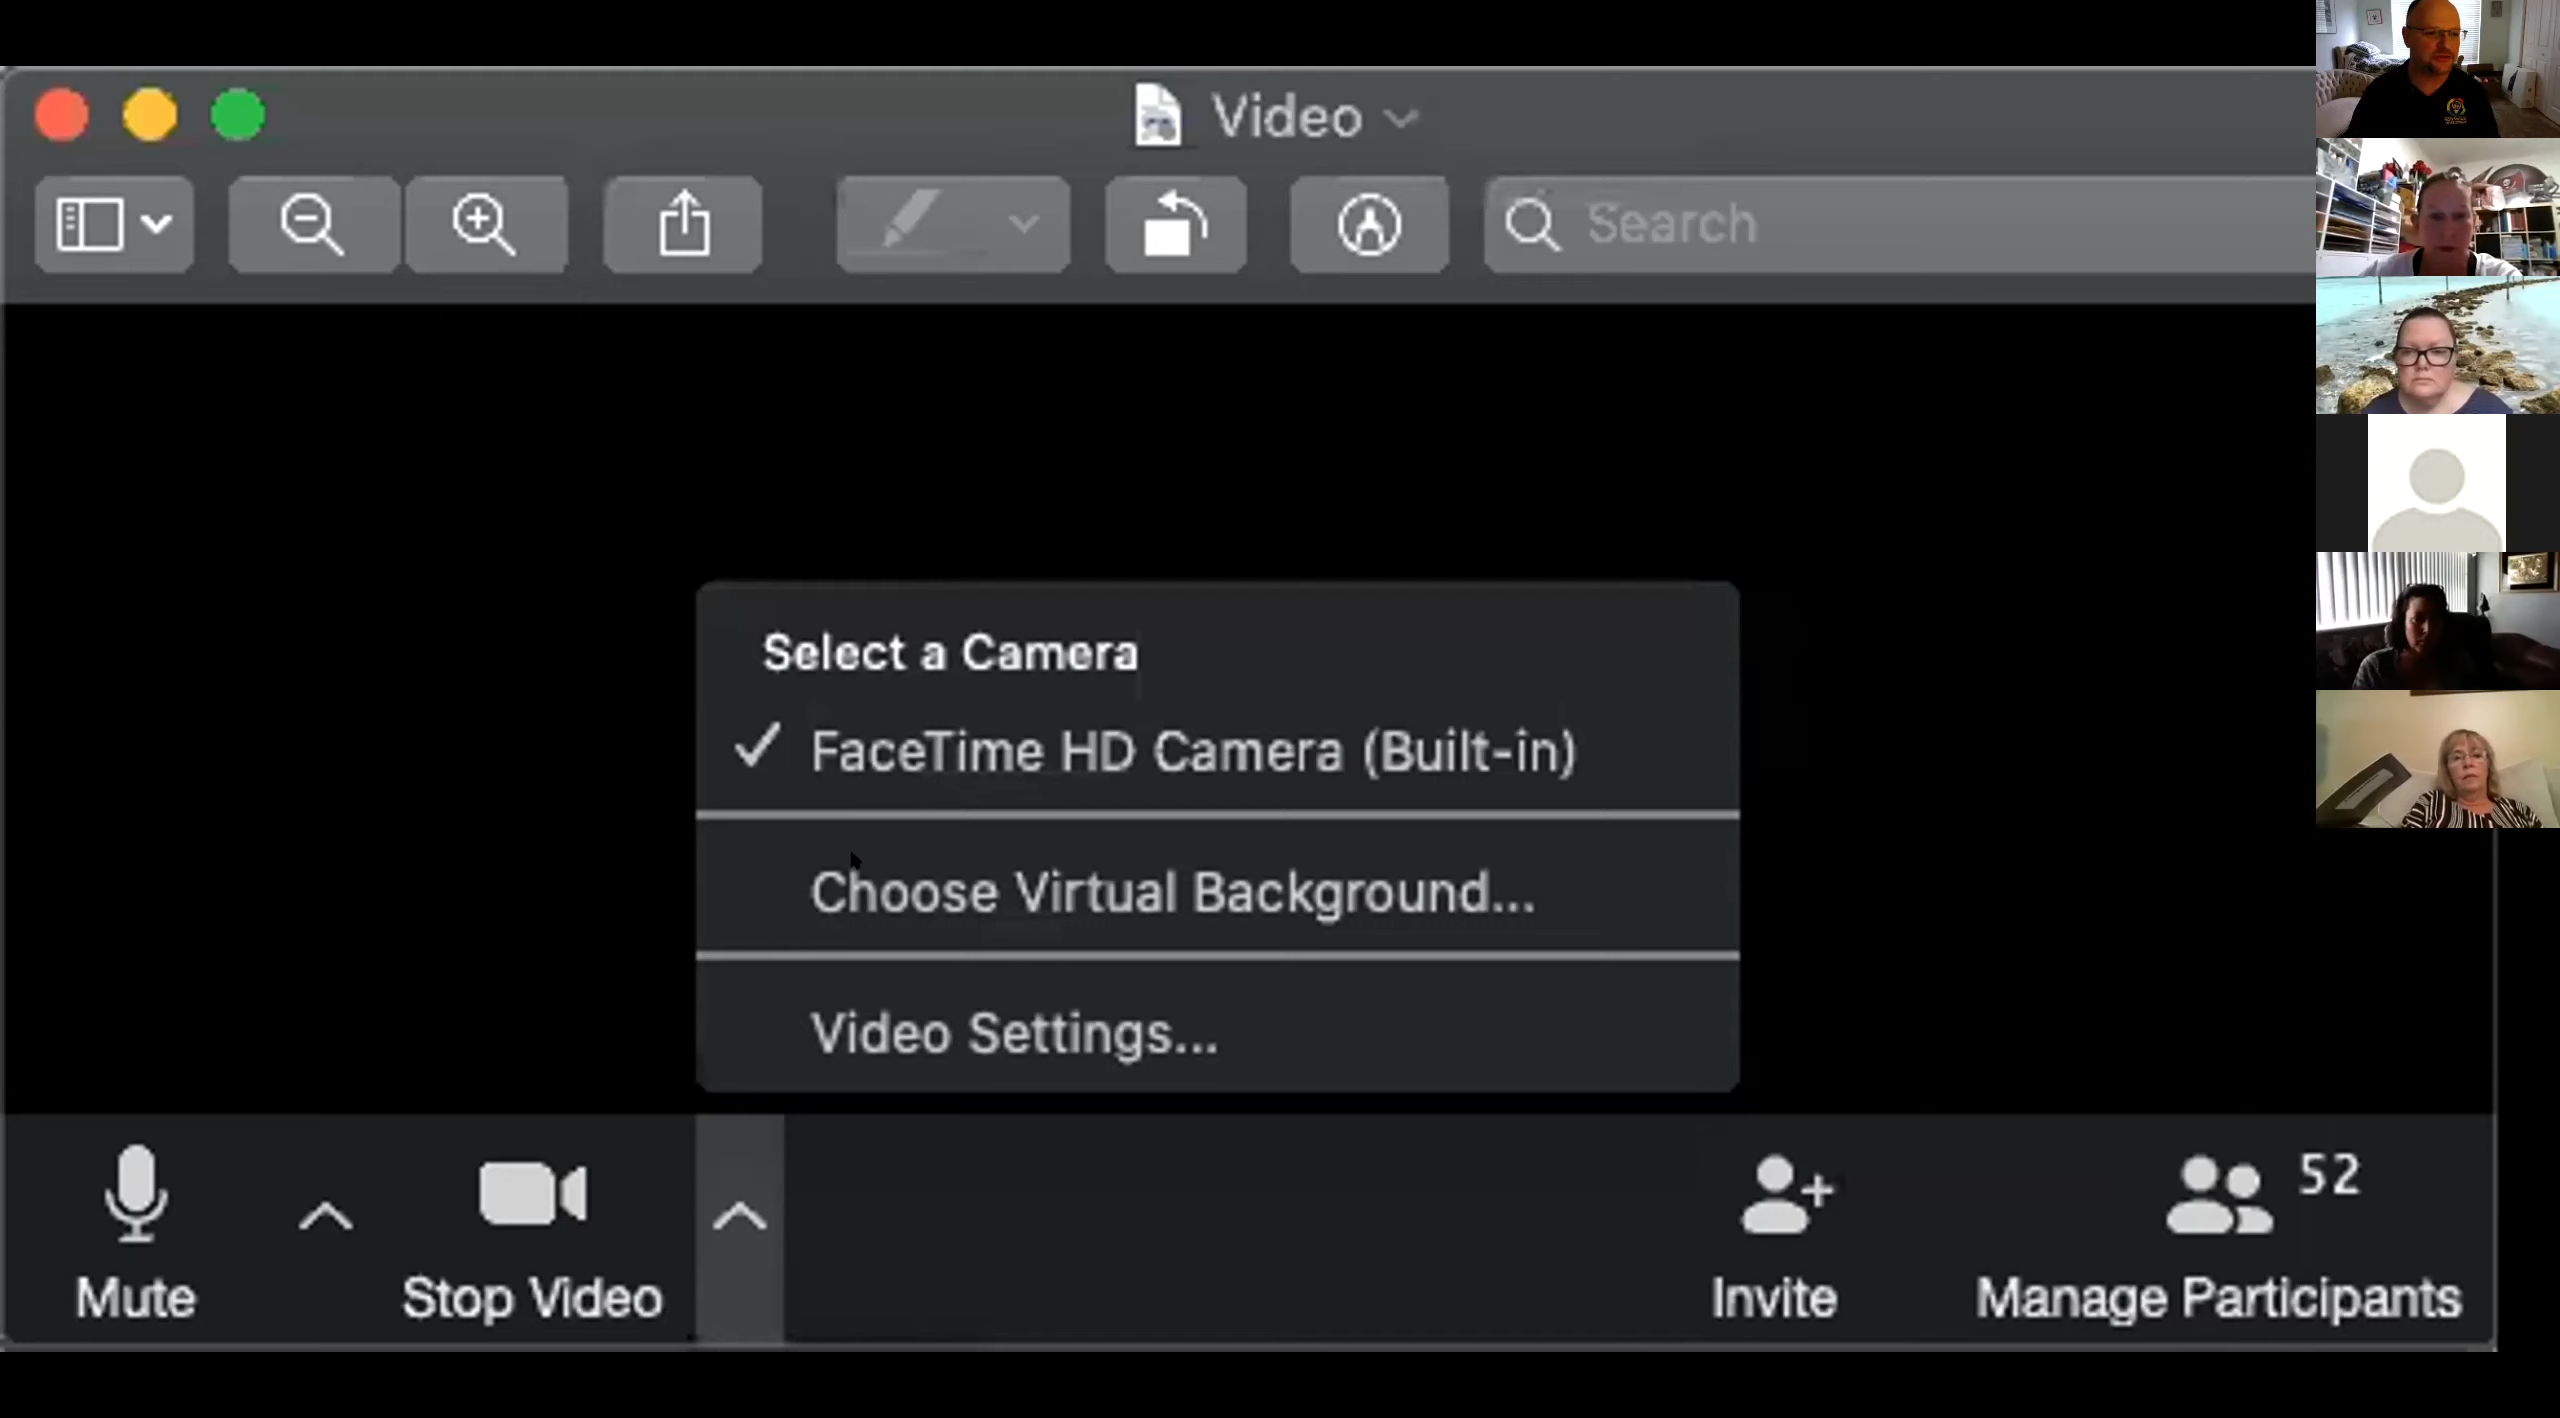 Video
Search
Select a Camera
FaceTime HD Camera (Built-in)
Choose Virtual Background...
Video Settings...
52
Mute
Stop Video
Invite
Manage Participants